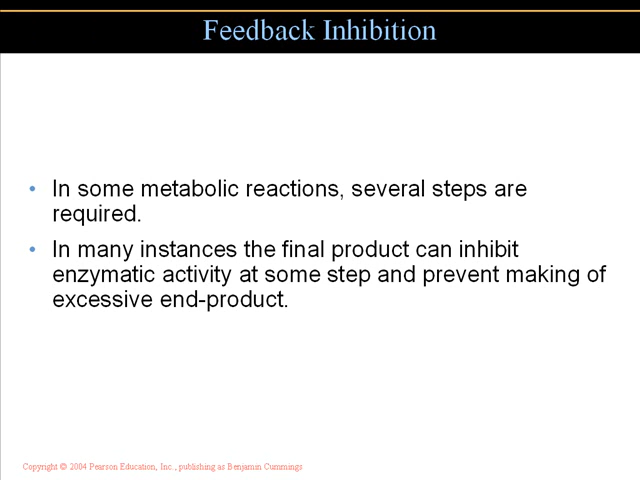 Feedback Inhibition
• In some metabolic reactions, several steps are
required.
• In many instances the final product can inhibit
enzymatic activity at some step and prevent making of
excessive end-product.
Copyright © 2004 Pearson Education, Inc., publishing as Benjamin Cummings